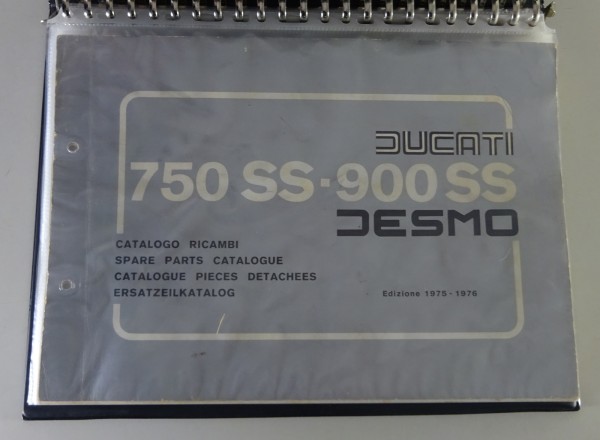 DUCATI
750 SS-900 SS
DESMO
CATALOGO RICAMBI
SPARE PARTS CATALOGUE
CATALOGUE PIECES DETACHEES
ERSATZEILKATALOG
Edizione 1975-1976